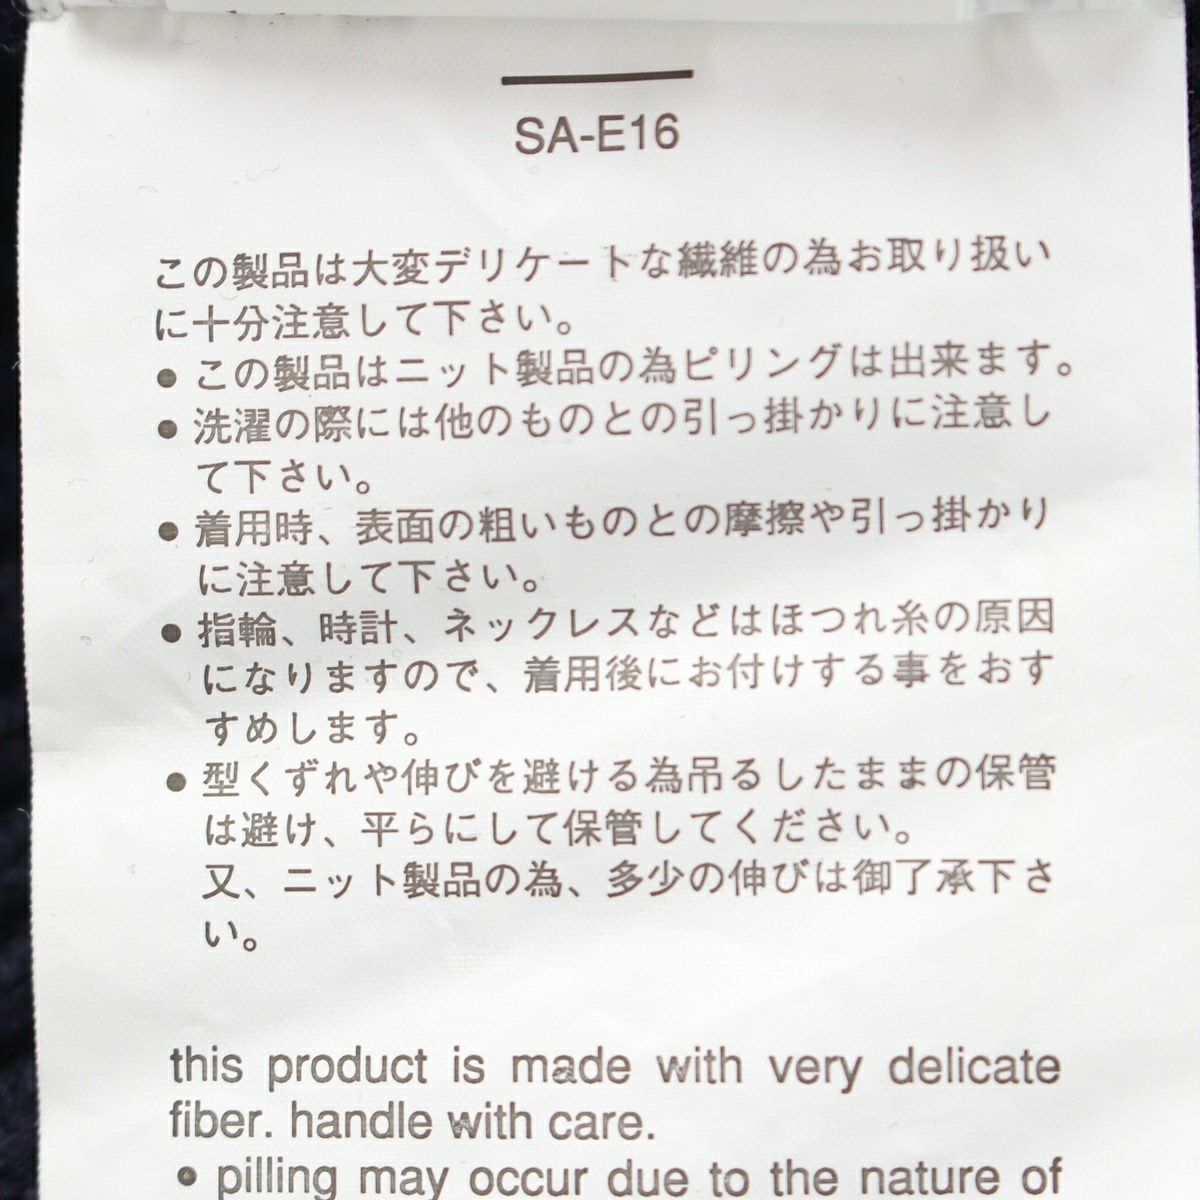 SA-E16
この製品は大変デリケートな繊維の為お取り扱い
に十分注意して下さい。
● この製品はニット製品の為ピリングは出来ます。
● 洗濯の際には他のものとの引っ掛かりに注意し
て下さい。
● 着用時、表面の粗いものとの摩擦や引っ掛かり
に注意して下さい。
● 指輪、時計、ネックレスなどはほつれ糸の原因
になりますので、着用後にお付けする事をおす
すめします。
● 型くずれや伸びを避ける為吊るしたままの保管
は避け、平らにして保管してください。
又、ニット製品の為、多少の伸びは御了承下さ
い。
this product is made with very delicate
fiber. handle with care.
● pilling may occur due to the nature of